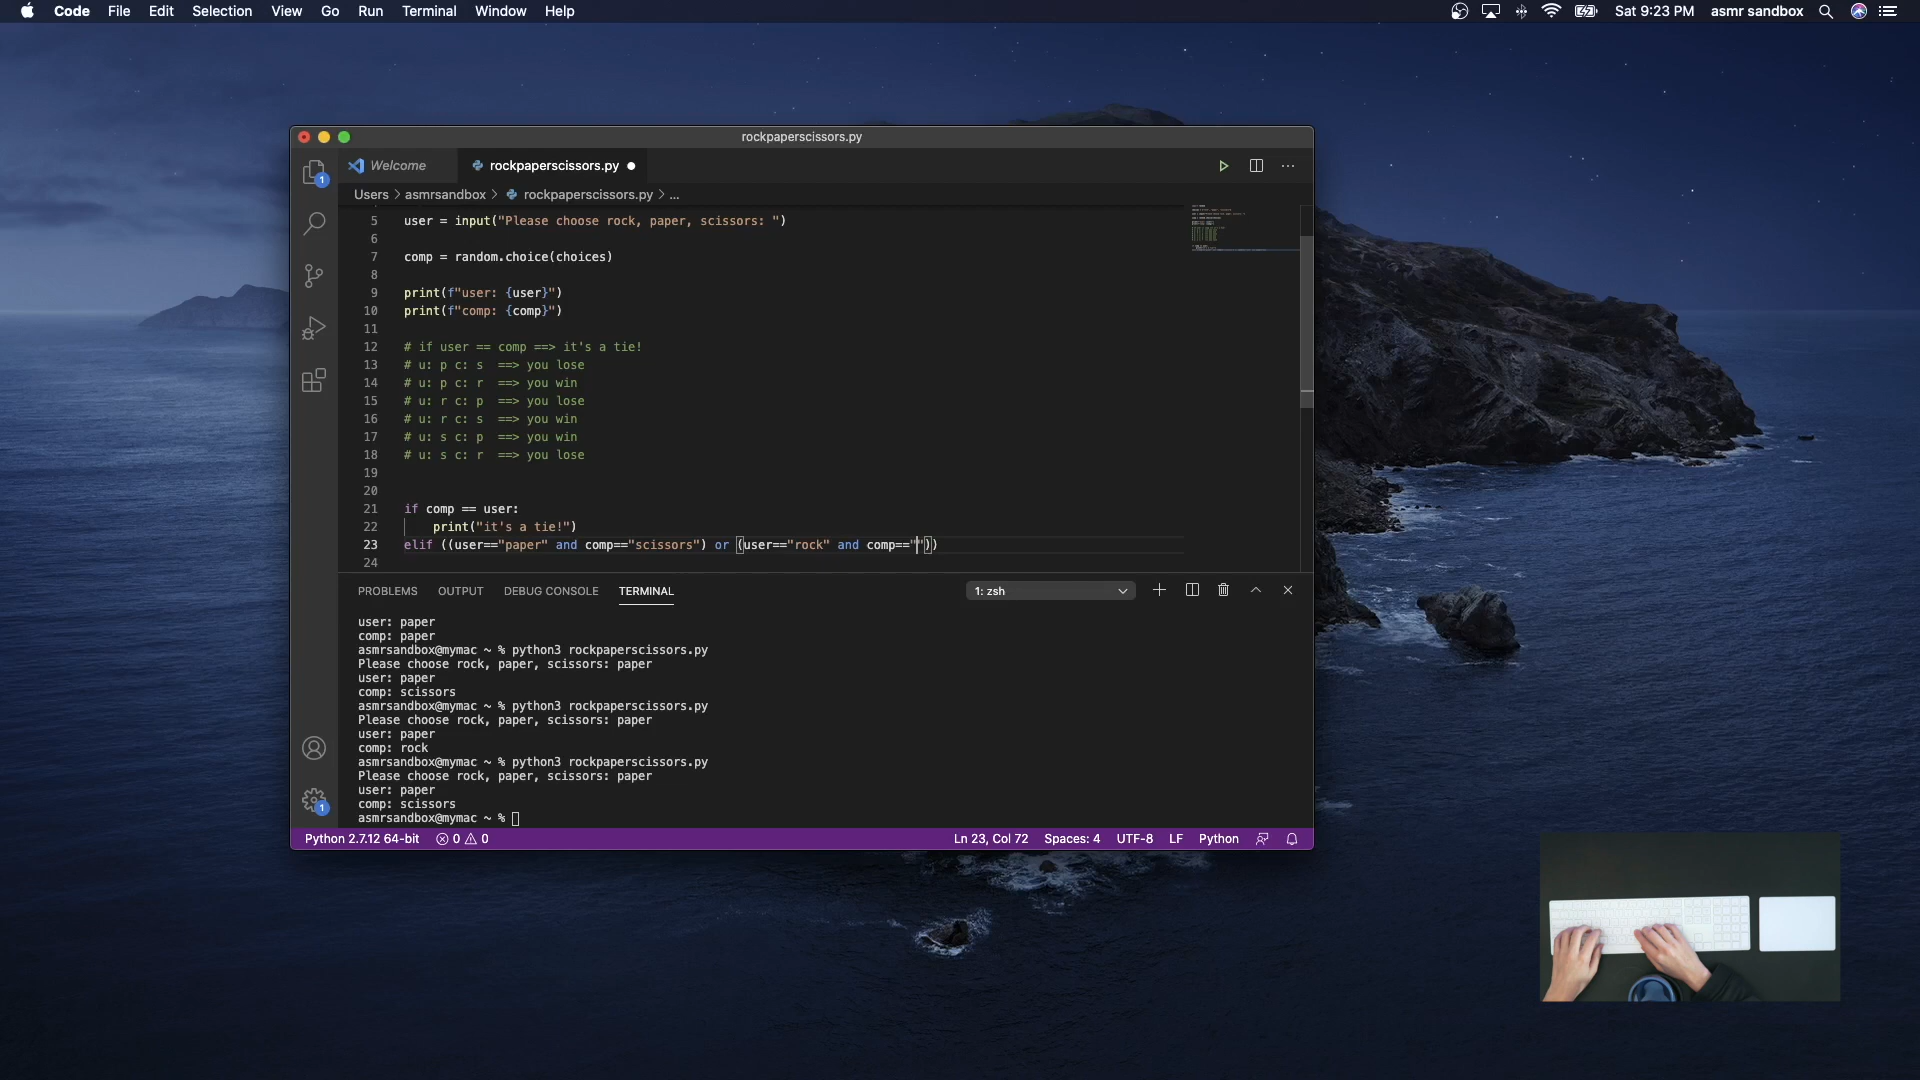 Code File Edit Selection View Go Run Terminal Window Help Sat 9:23 PM asmr sandbox
rockpaperscissors.py
Welcome rockpaperscissors.py
Users > asmrsandbox > rockpaperscissors.py > ...
5 user = input("Please choose rock, paper, scissors: ")
6
7 comp = random.choice(choices)
8
9 print(f"user: {user}")
10 print(f"comp: {comp}")
11
12 # if user == comp ==> it's a tie!
13 # u: p c: s ==> you lose
14 # u: p c: r ==> you win
15 # u: r c: p ==> you lose
16 # u: r c: s ==> you win
17 # u: s c: p ==> you win
18 # u: s c: r ==> you lose
19
20
21 if comp == user:
22 print("it's a tie!")
23 elif ((user=="paper" and comp=="scissors") or (user=="rock" and comp==""))
24
PROBLEMS OUTPUT DEBUG CONSOLE TERMINAL 1: zsh
user: paper
comp: paper
asmrsandbox@mymac ~ % python3 rockpaperscissors.py
Please choose rock, paper, scissors: paper
user: paper
comp: scissors
asmrsandbox@mymac ~ % python3 rockpaperscissors.py
Please choose rock, paper, scissors: paper
user: paper
comp: rock
asmrsandbox@mymac ~ % python3 rockpaperscissors.py
Please choose rock, paper, scissors: paper
user: paper
comp: scissors
asmrsandbox@mymac ~ %
Python 2.7.12 64-bit 0 0 Ln 23, Col 72 Spaces: 4 UTF-8 LF Python
1
1